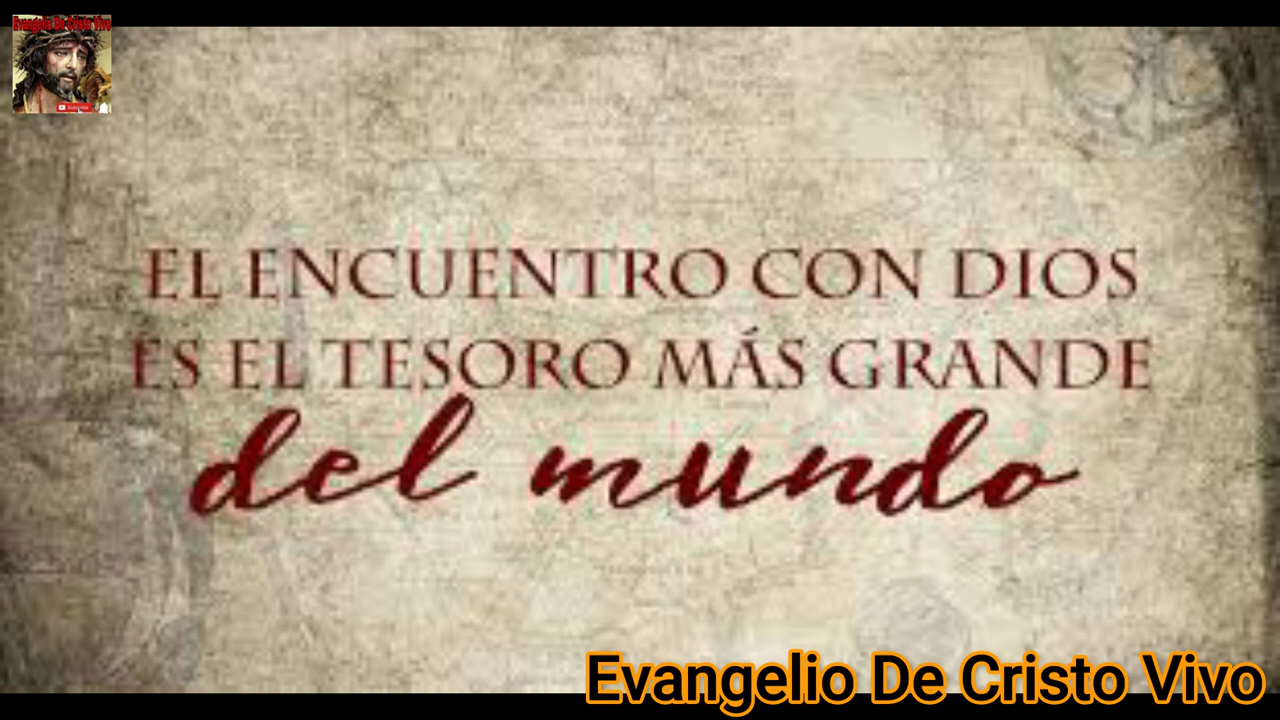 Evangelio De Cristo Vivo
EL ENCUENTRO CON DIOS
ES EL TESORO MÁS GRANDE
del mundo
Evangelio De Cristo Vivo